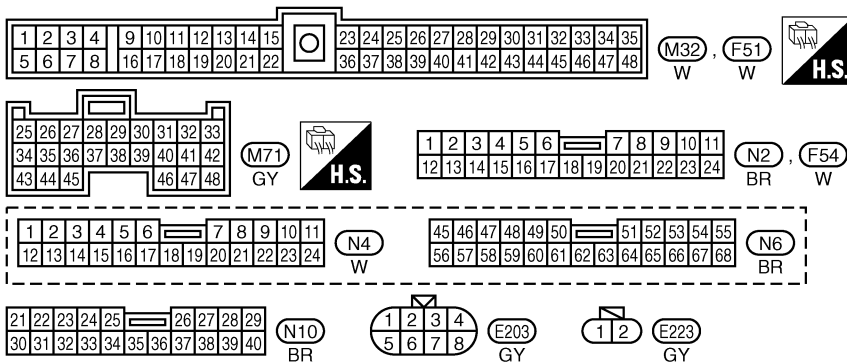 1 2 3 4 9 10 11 12 13 14 15 23 24 25 26 27 28 29 30 31 32 33 34 35
5 6 7 8 16 17 18 19 20 21 22 36 37 38 39 40 41 42 43 44 45 46 47 48
M32 , F51
W W
H.S.
25 26 27 28 29 30 31 32 33
34 35 36 37 38 39 40 41 42
43 44 45 46 47 48
M71
GY
H.S.
1 2 3 4 5 6 7 8 9 10 11
12 13 14 15 16 17 18 19 20 21 22 23 24
N2 , F54
BR W
1 2 3 4 5 6 7 8 9 10 11
12 13 14 15 16 17 18 19 20 21 22 23 24
N4
W
45 46 47 48 49 50 51 52 53 54 55
56 57 58 59 60 61 62 63 64 65 66 67 68
N6
BR
21 22 23 24 25 26 27 28 29
30 31 32 33 34 35 36 37 38 39 40
N10
BR
1 2 3 4
5 6 7 8
E203
GY
1 2
E223
GY